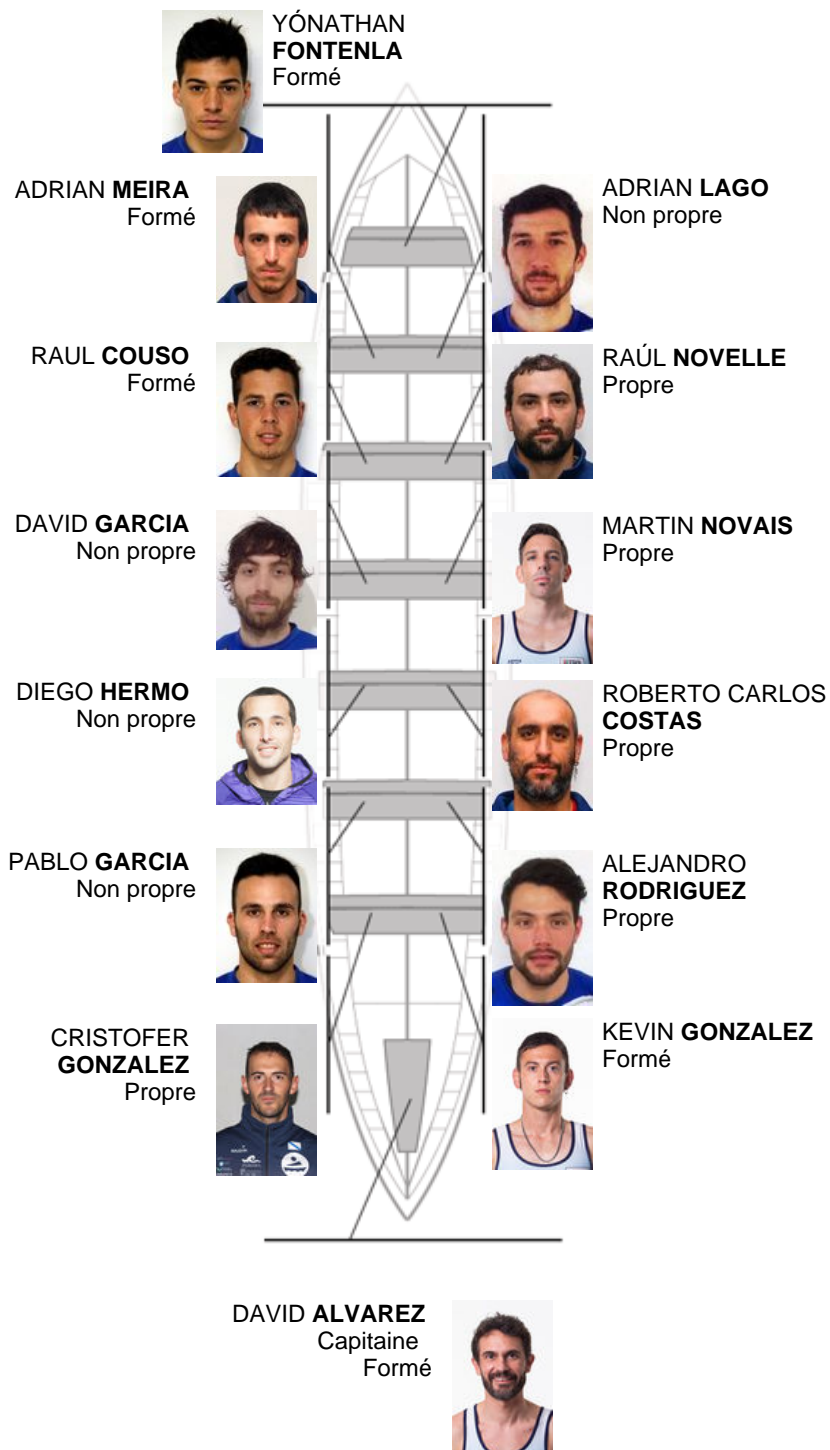 YÓNATHAN
FONTENLA
Formé
ADRIAN MEIRA
Formé
ADRIAN LAGO
Non propre
RAUL COUSO
Formé
RAÚL NOVELLE
Propre
DAVID GARCIA
Non propre
MARTIN NOVAIS
Propre
DIEGO HERMO
Non propre
ROBERTO CARLOS
COSTAS
Propre
PABLO GARCIA
Non propre
ALEJANDRO
RODRIGUEZ
Propre
CRISTOFER
GONZALEZ
Propre
KEVIN GONZALEZ
Formé
DAVID ALVAREZ
Capitaine
Formé